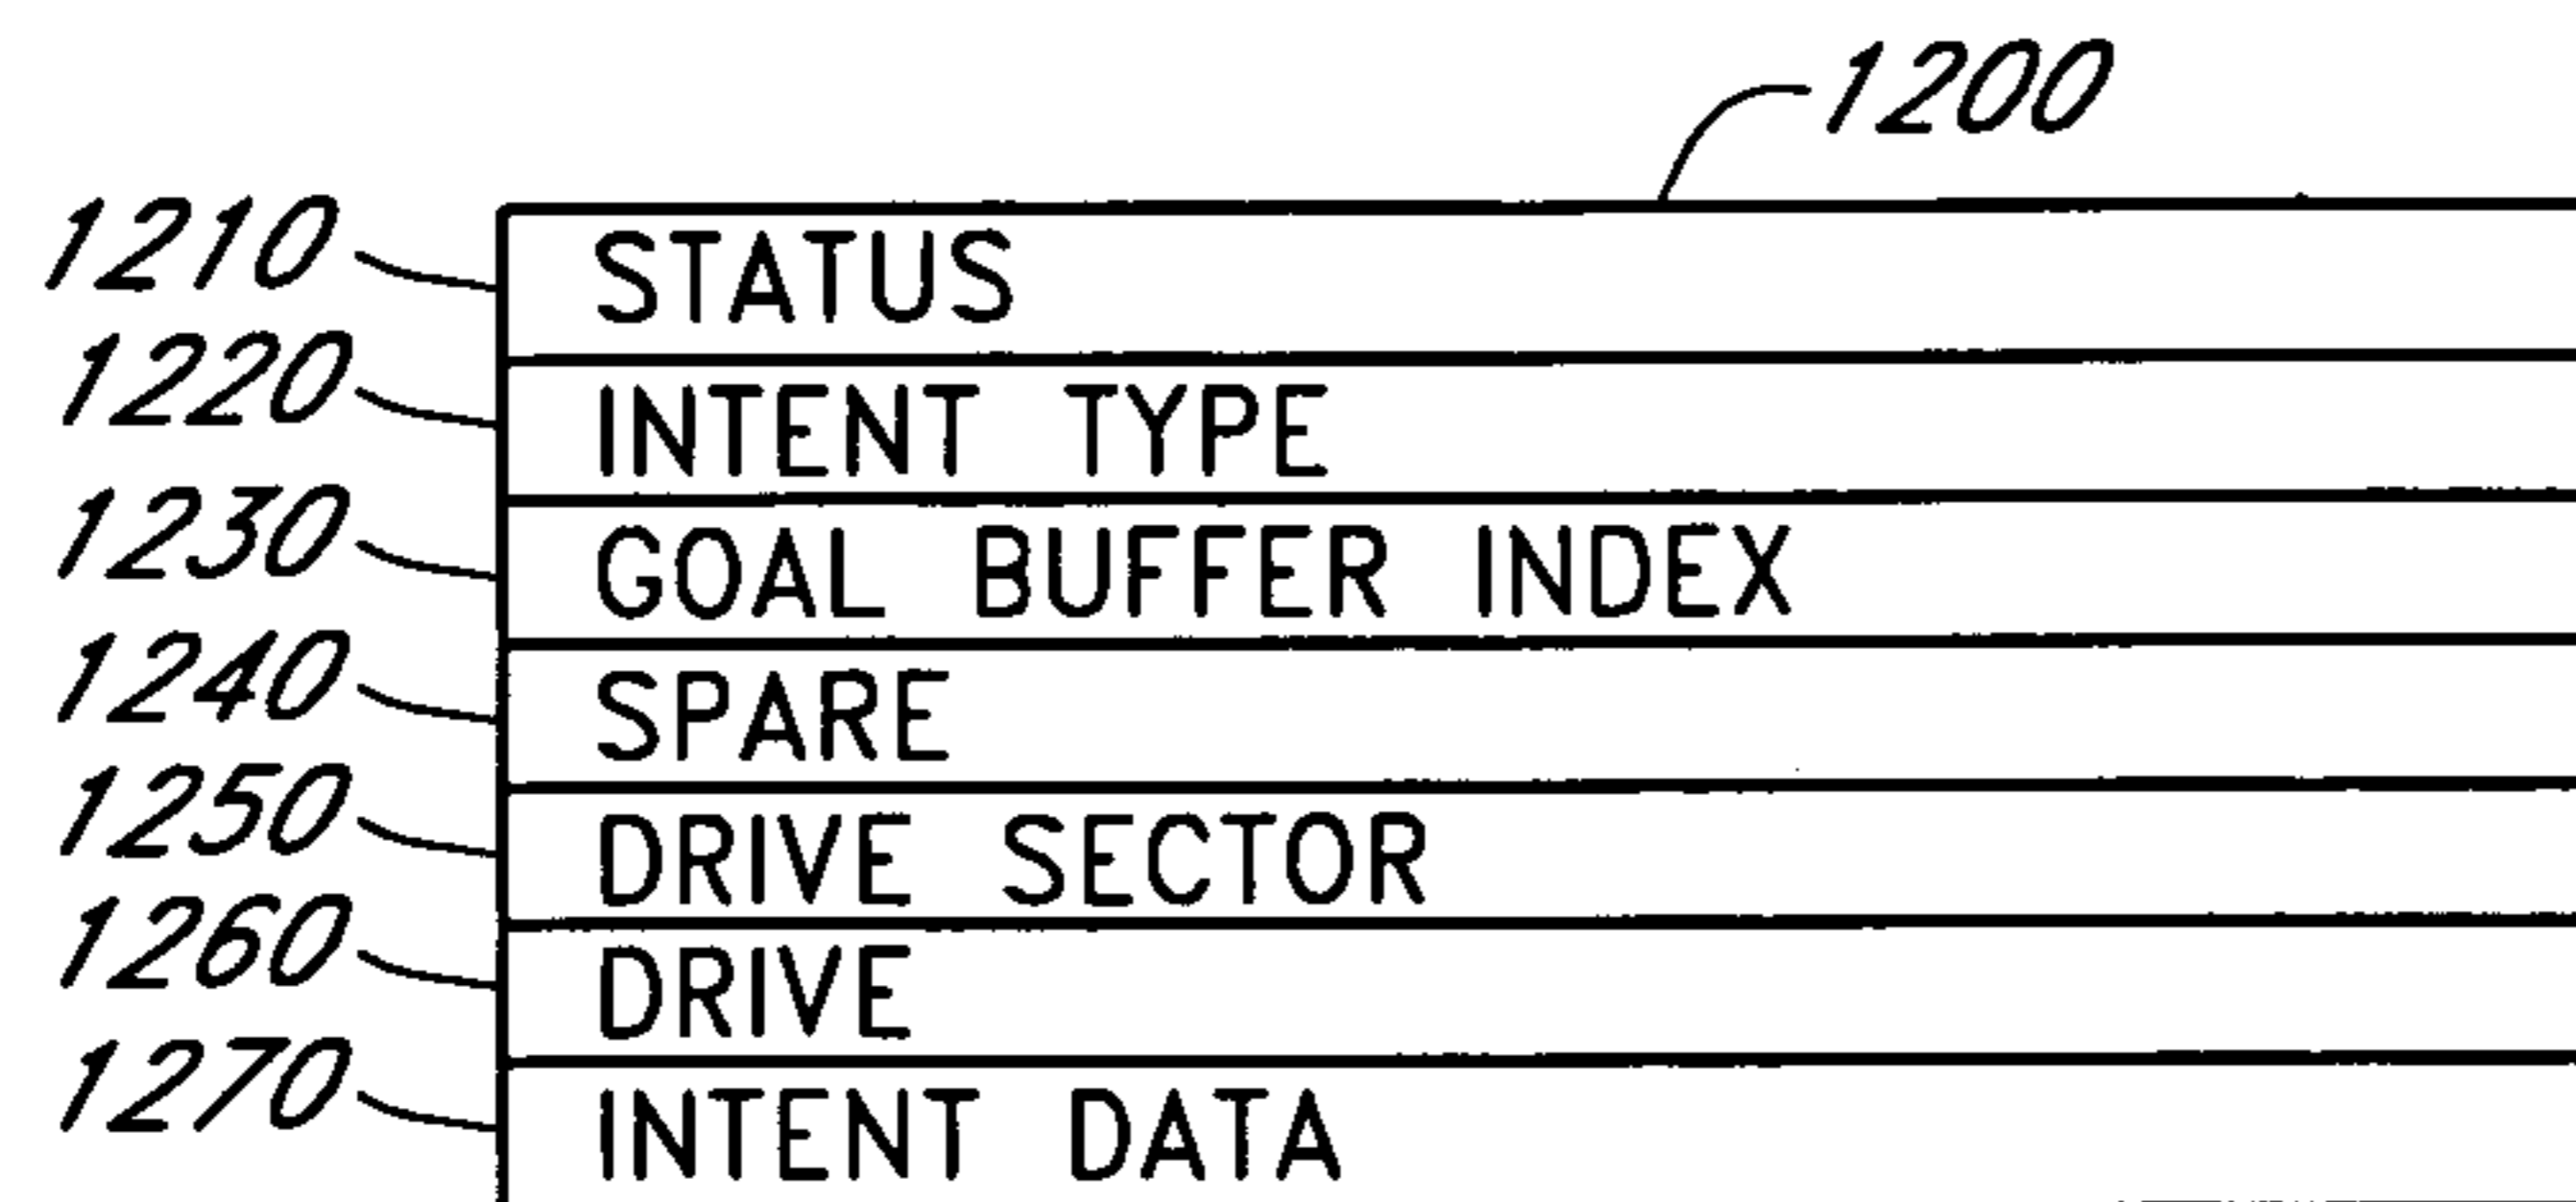 1200
1210 STATUS
1220 INTENT TYPE
1230 GOAL BUFFER INDEX
1240 SPARE
1250 DRIVE SECTOR
1260 DRIVE
1270 INTENT DATA